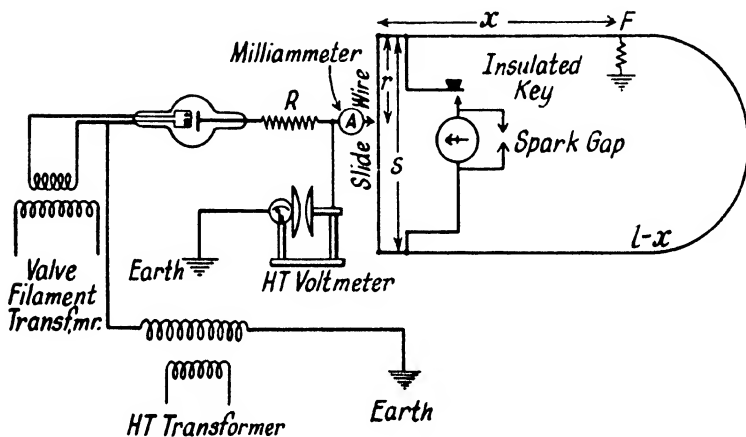 x
F
Milliammeter
r
Wire
Insulated
Key
R
A
Slide
S
Spark Gap
l-x
Earth
HT Voltmeter
Valve
Filament
Transf,mr.
HT Transformer
Earth